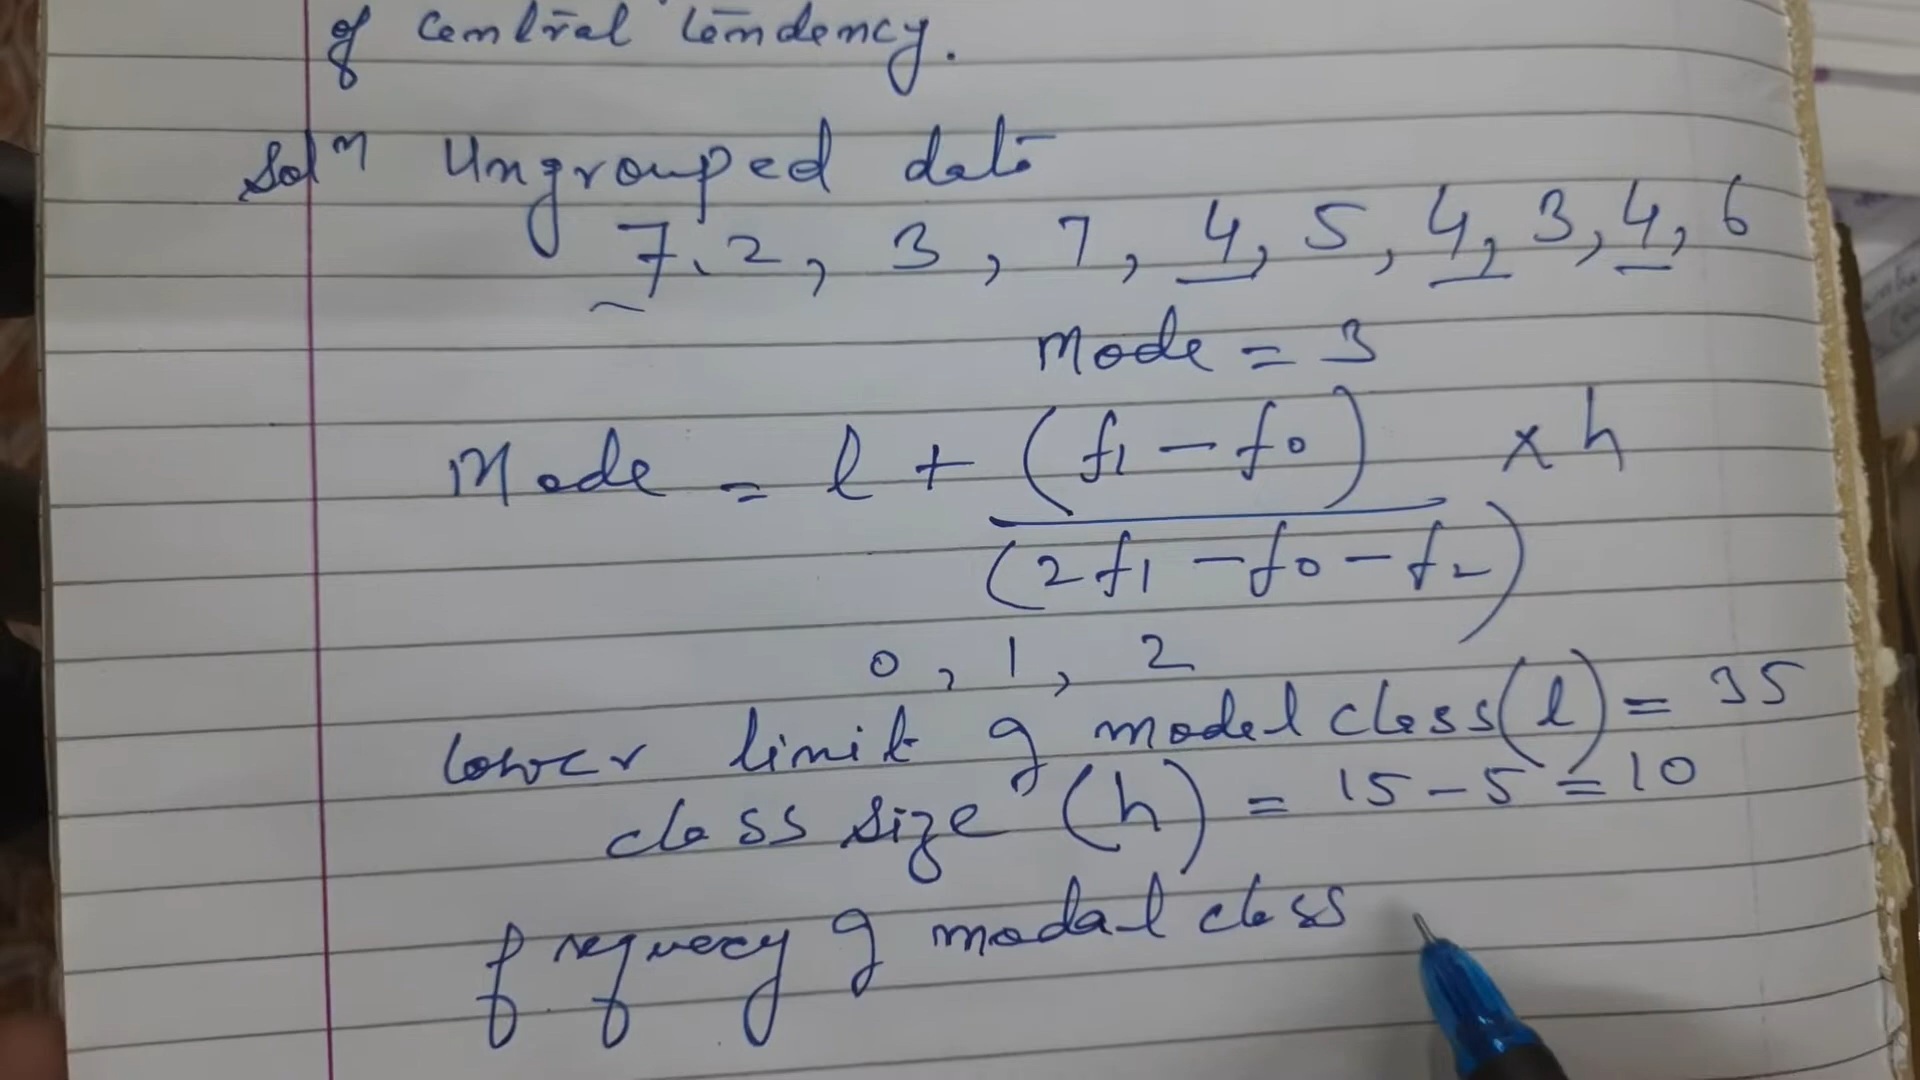 of central tendency.
Solⁿ Ungrouped data
7, 2, 3, 7, 4, 5, 4, 3, 4, 6
Mode = 3
Mode = l + (f1 - f0) x h
(2f1 - f0 - f2)
0, 1, 2
lower limit of modal class (l) = 35
class size (h) = 15 - 5 = 10
frequecy of modal class